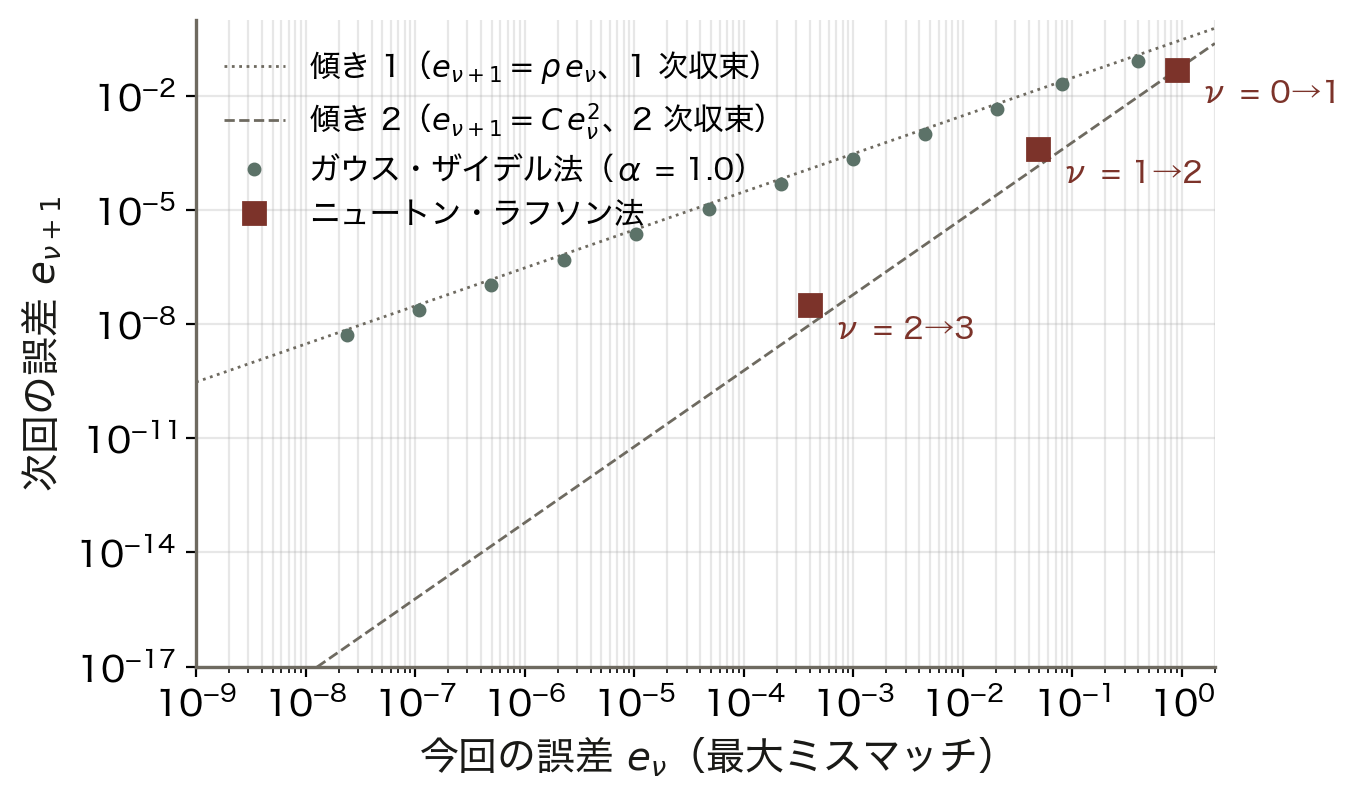 傾き 1（e_{ν+1} = ρ e_ν、1 次収束）
傾き 2（e_{ν+1} = C e_ν^2、2 次収束）
ガウス・ザイデル法（α = 1.0）
ニュートン・ラフソン法
ν = 0→1
ν = 1→2
ν = 2→3
次回の誤差 e_{ν+1}
10^{−2}
10^{−5}
10^{−8}
10^{−11}
10^{−14}
10^{−17}
10^{−9} 10^{−8} 10^{−7} 10^{−6} 10^{−5} 10^{−4} 10^{−3} 10^{−2} 10^{−1} 10^{0}
今回の誤差 e_ν（最大ミスマッチ）